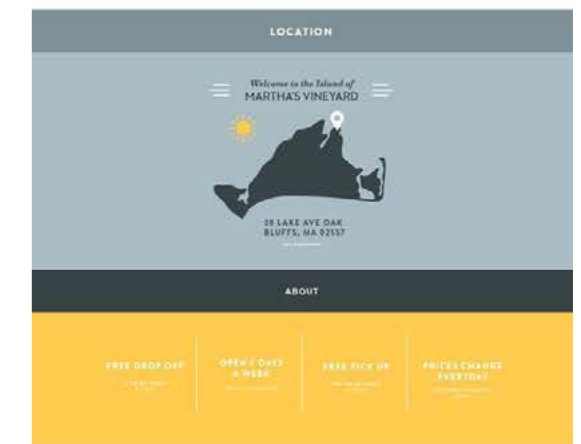 LOCATION
Welcome to the Island of
MARTHA'S VINEYARD
28 LAKE AVE OAK
BLUFFS, MA 02557
ABOUT
FREE DROP OFF
OPEN 7 DAYS
A WEEK
FREE PICK UP
PRICES CHANGE
EVERYDAY